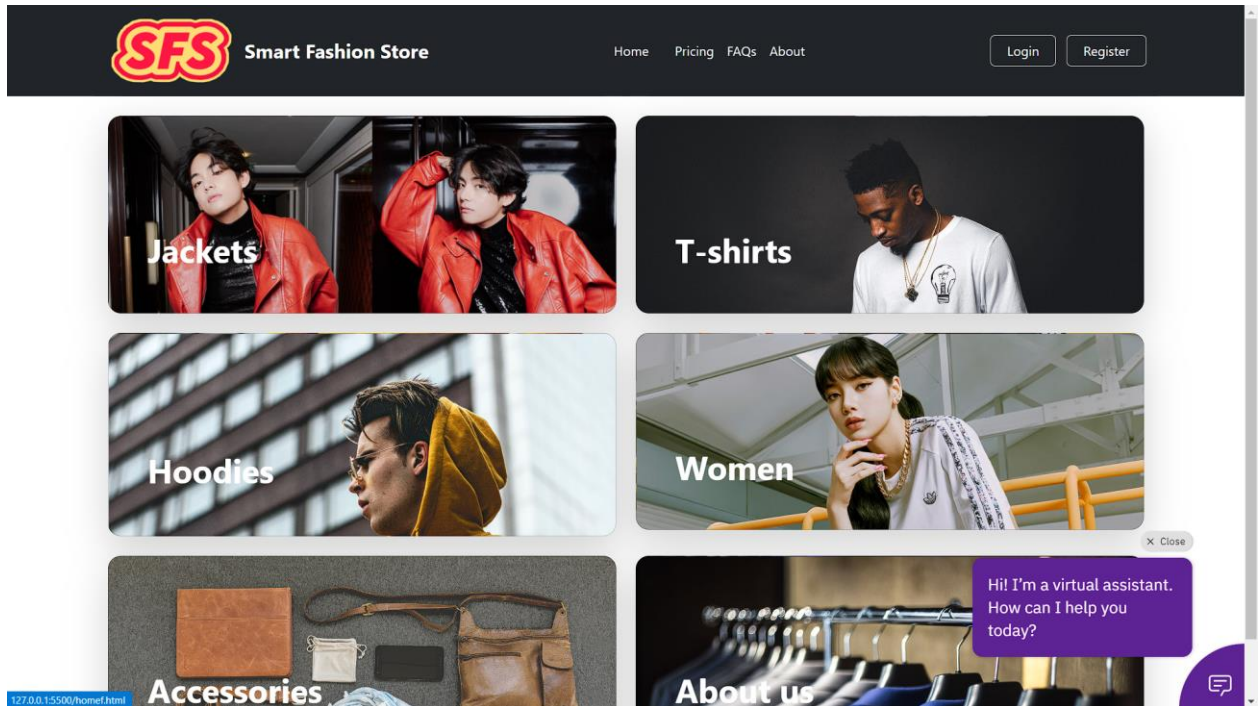 SFS
Smart Fashion Store
Home Pricing FAQs About
Login Register
Jackets
T-shirts
Hoodies
Women
× Close
Hi! I'm a virtual assistant.
How can I help you
today?
Accessories
About us
127.0.0.1:5500/homef.html